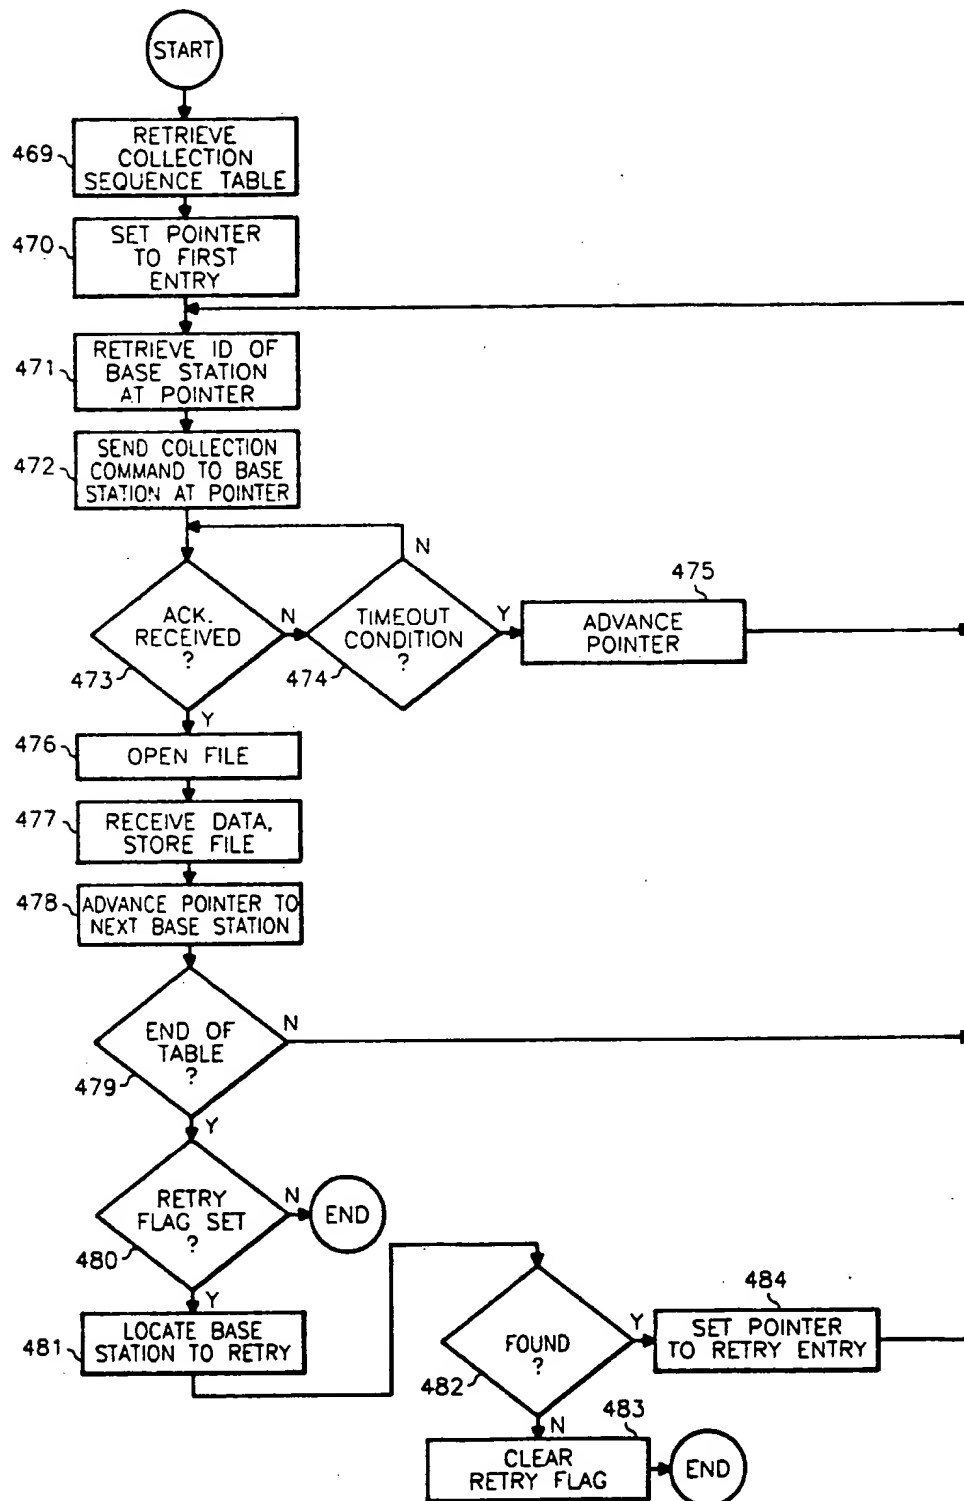 START
469
RETRIEVE
COLLECTION
SEQUENCE TABLE
470
SET POINTER
TO FIRST
ENTRY
471
RETRIEVE ID OF
BASE STATION
AT POINTER
472
SEND COLLECTION
COMMAND TO BASE
STATION AT POINTER
N
475
ACK.
RECEIVED
?
N
473
TIMEOUT
CONDITION
?
Y
474
ADVANCE
POINTER
Y
476
OPEN FILE
477
RECEIVE DATA,
STORE FILE
478
ADVANCE POINTER TO
NEXT BASE STATION
END OF
TABLE
?
N
479
Y
RETRY
FLAG SET
?
N
480
END
Y
481
LOCATE BASE
STATION TO RETRY
FOUND
?
Y
482
484
SET POINTER
TO RETRY ENTRY
N
483
CLEAR
RETRY FLAG
END